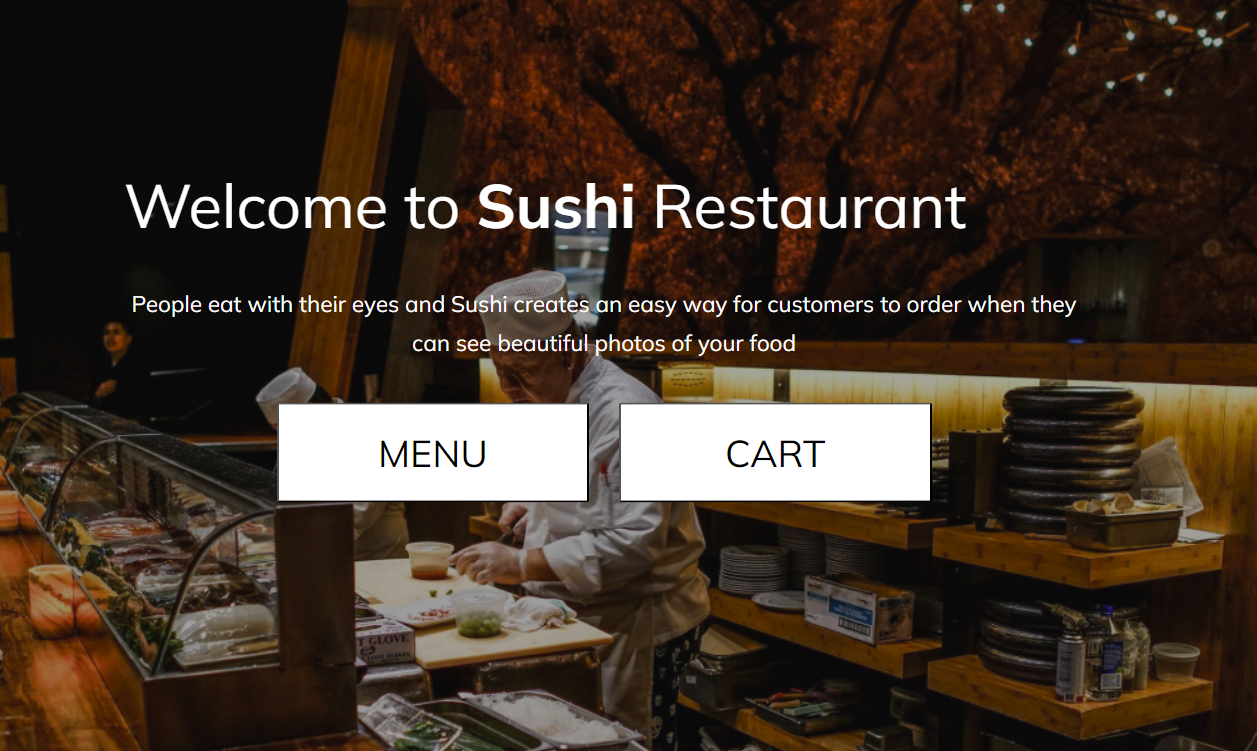 Welcome to Sushi Restaurant
People eat with their eyes and Sushi creates an easy way for customers to order when they
can see beautiful photos of your food
MENU CART
GLOVE